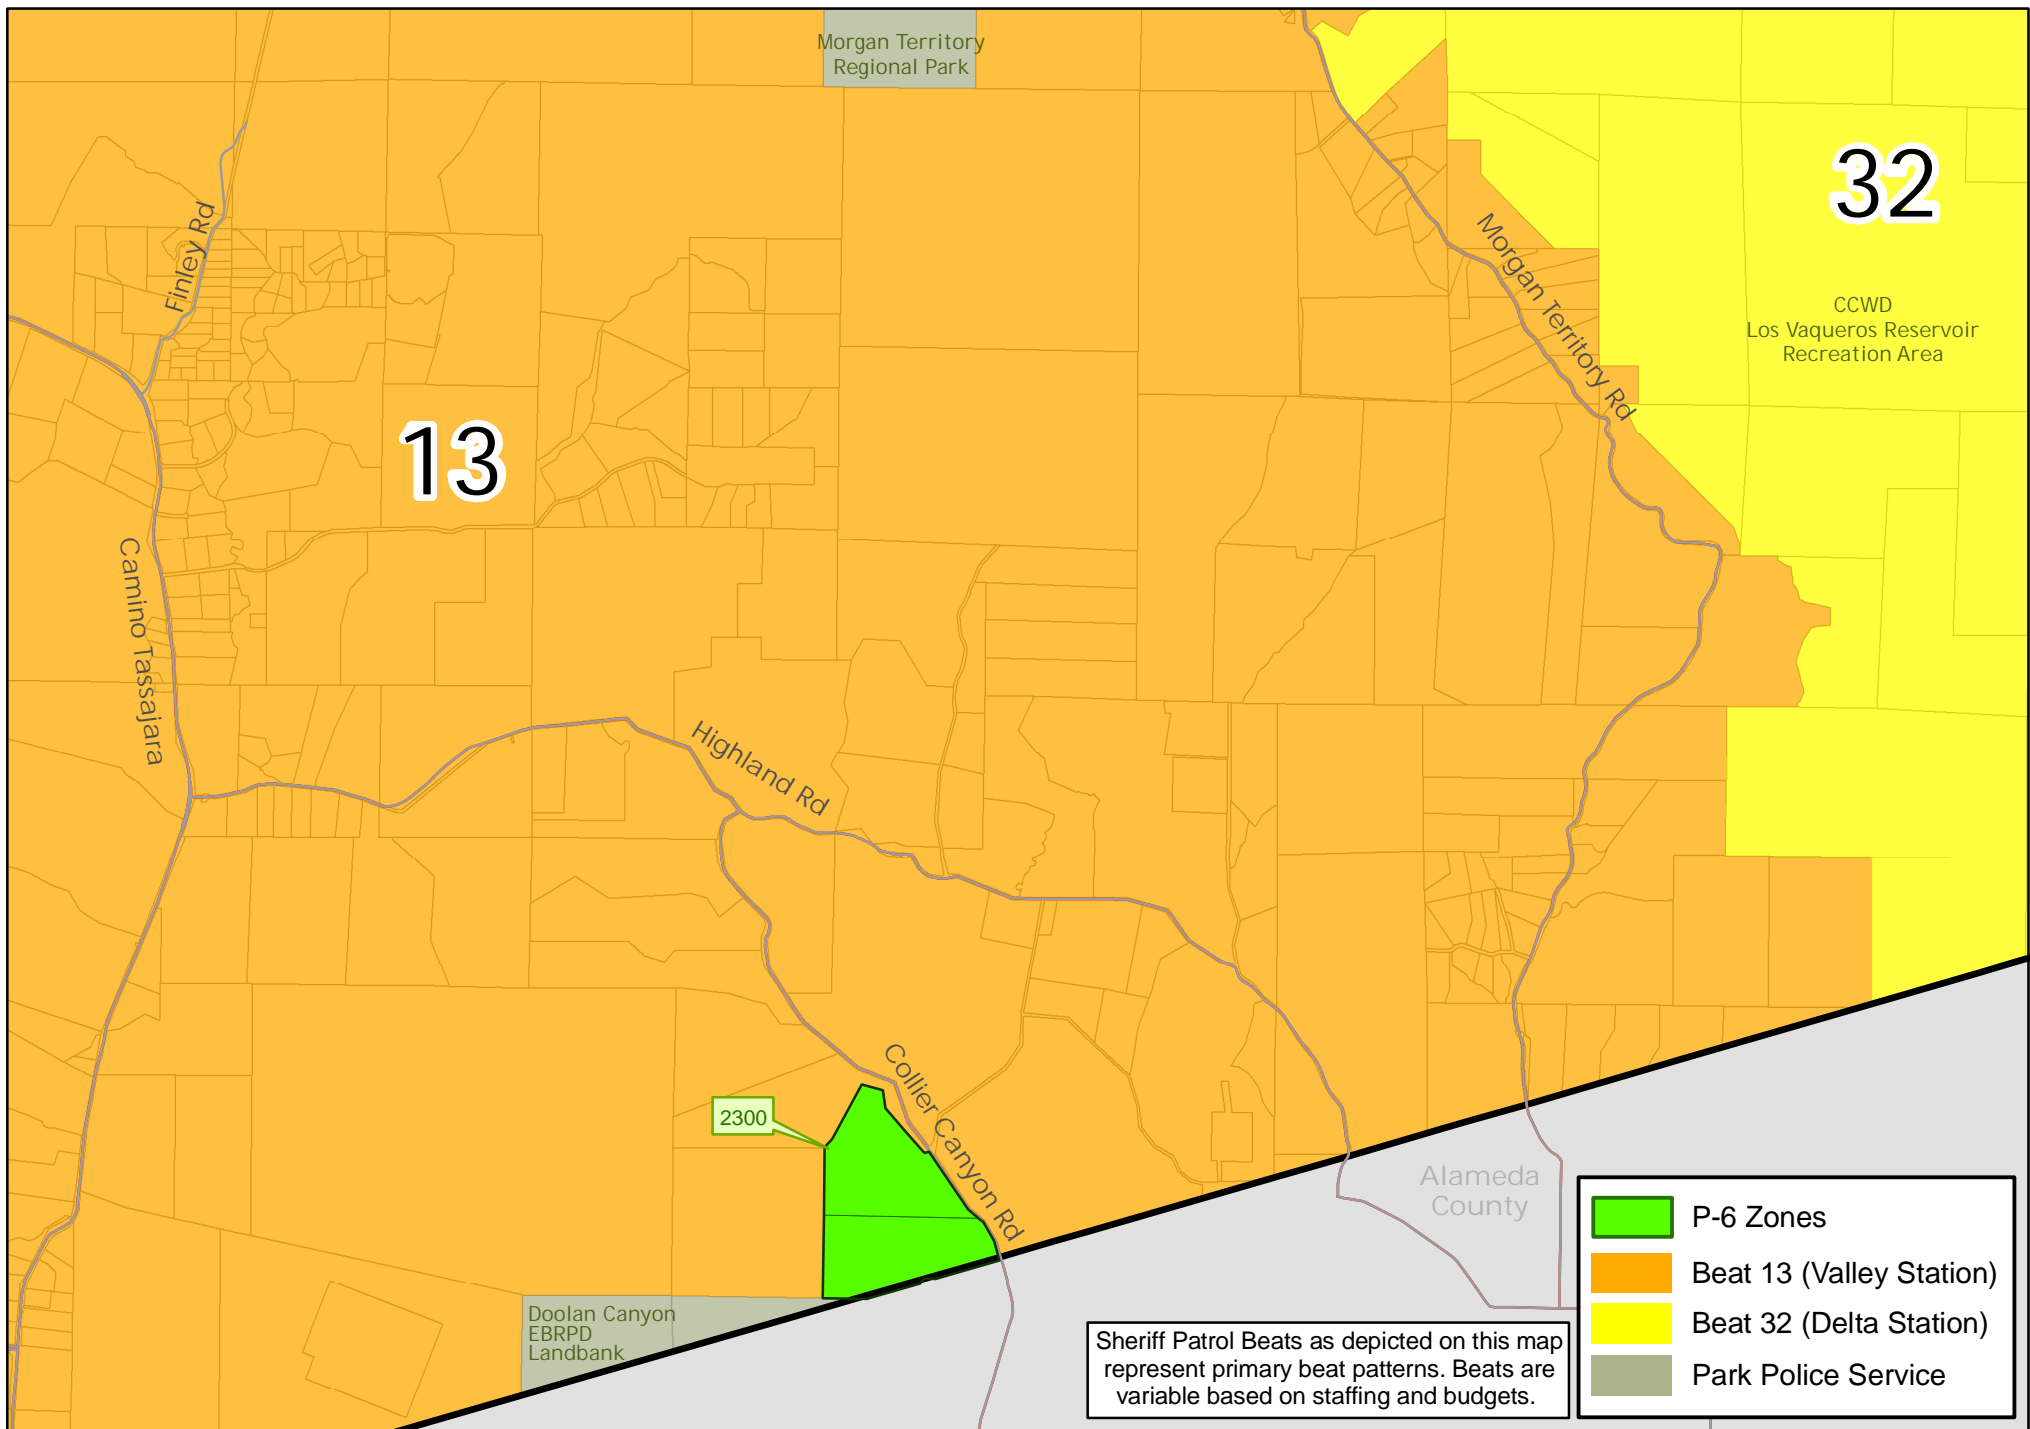 Morgan Territory
Regional Park
32
Finley Rd
Morgan Territory Rd
CCWD
Los Vaqueros Reservoir
Recreation Area
13
Camino Tassajara
Highland Rd
Collier Canyon Rd
2300
Alameda
County
Doolan Canyon
EBRPD
Landbank
Sheriff Patrol Beats as depicted on this map
represent primary beat patterns. Beats are
variable based on staffing and budgets.
P-6 Zones
Beat 13 (Valley Station)
Beat 32 (Delta Station)
Park Police Service